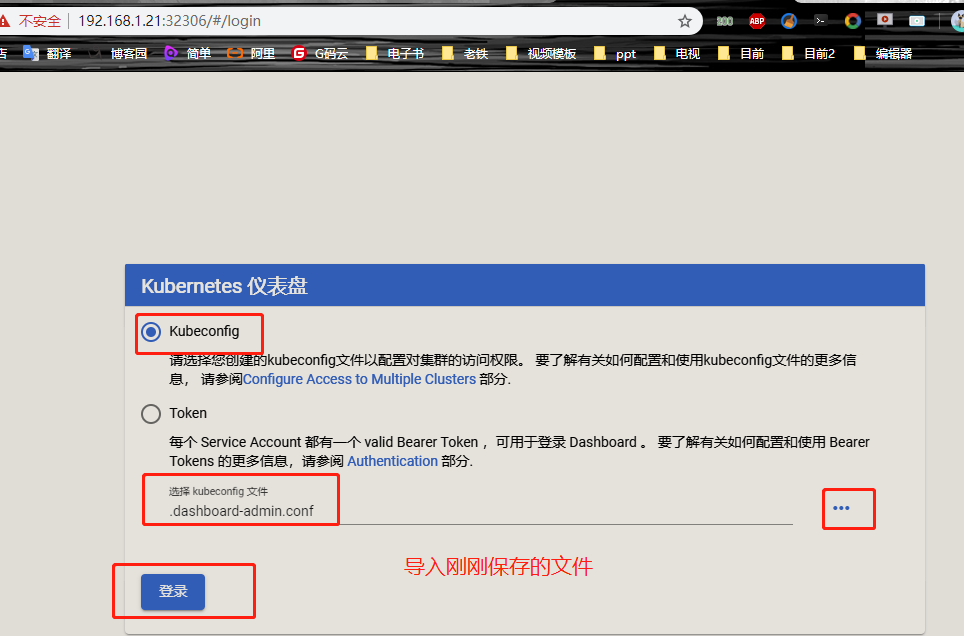 不安全 192.168.1.21:32306/#/login ABP
翻译 博客园 简单 阿里 G码云 电子书 老铁 视频模板 ppt 电视 目前 目前2 编辑器
Kubernetes 仪表盘
Kubeconfig
请选择您创建的kubeconfig文件以配置对集群的访问权限。 要了解有关如何配置和使用kubeconfig文件的更多信
息， 请参阅Configure Access to Multiple Clusters 部分.
Token
每个 Service Account 都有一个 valid Bearer Token ，可用于登录 Dashboard 。 要了解有关如何配置和使用 Bearer
Tokens 的更多信息，请参阅 Authentication 部分.
选择 kubeconfig 文件
.dashboard-admin.conf
导入刚刚保存的文件
登录